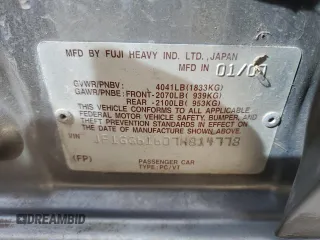 MFD BY FUJI HEAVY IND. LTD., JAPAN
MFD IN 01/07
GVWR/PNBV: 4041LB(1833KG)
GAWR/PNBE:FRONT-2070LB( 939KG)
REAR -2100LB( 953KG)
THIS VEHICLE CONFORMS TO ALL APPLICABLE
FEDERAL MOTOR VEHICLE SAFETY, BUMPER, AND
THEFT PREVENTION STANDARDS IN EFFECT ON
THE DATE OF MANUFACTURE SHOWN ABOVE.
VIN
(FP)
PASSENGER CAR
TYPE:PC/VT
AUTOBIDMASTER